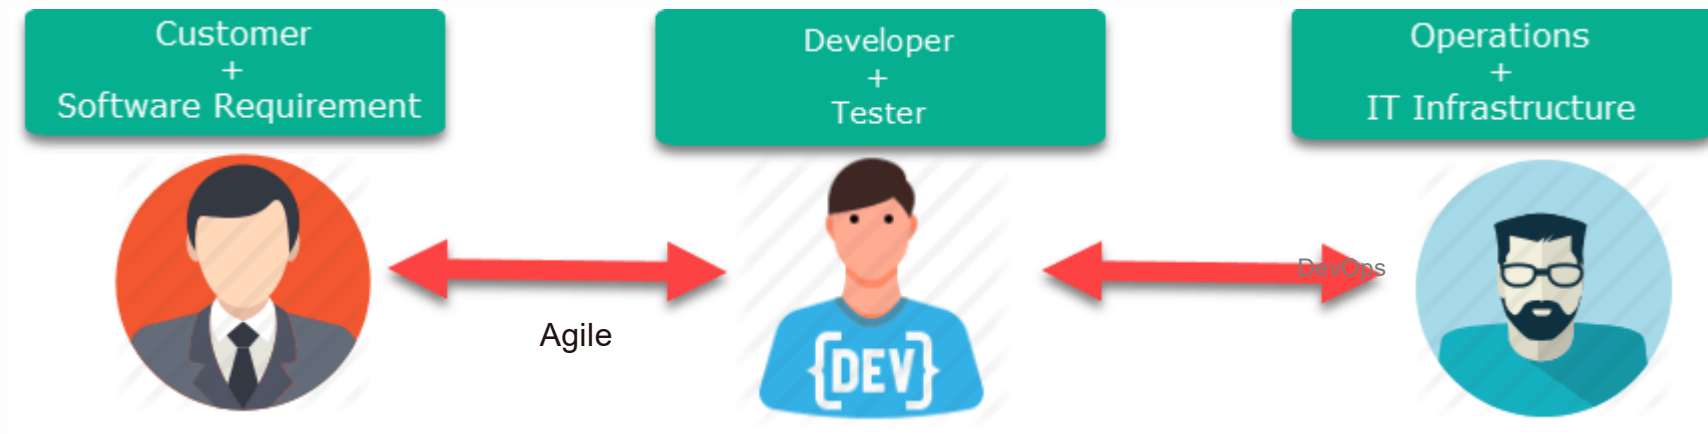 Customer
+
Software Requirement
Developer
+
Tester
Operations
+
IT Infrastructure
Agile
DevOps
{DEV}